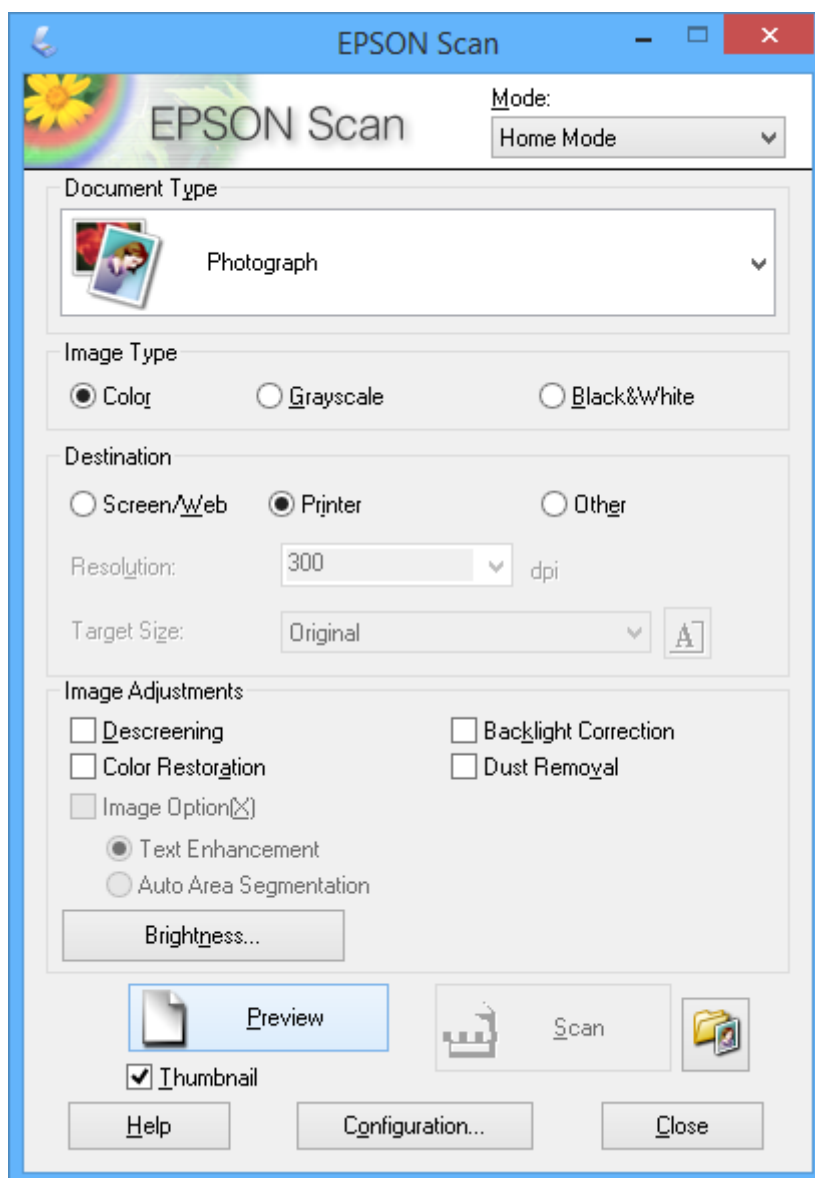 EPSON Scan
EPSON Scan
Mode:
Home Mode
Document Type
Photograph
Image Type
Color Grayscale Black&White
Destination
Screen/Web Printer Other
Resolution: 300 dpi
Target Size: Original A
Image Adjustments
Descreening Backlight Correction
Color Restoration Dust Removal
Image Option(X)
Text Enhancement
Auto Area Segmentation
Brightness...
Preview Scan
Thumbnail
Help Configuration... Close